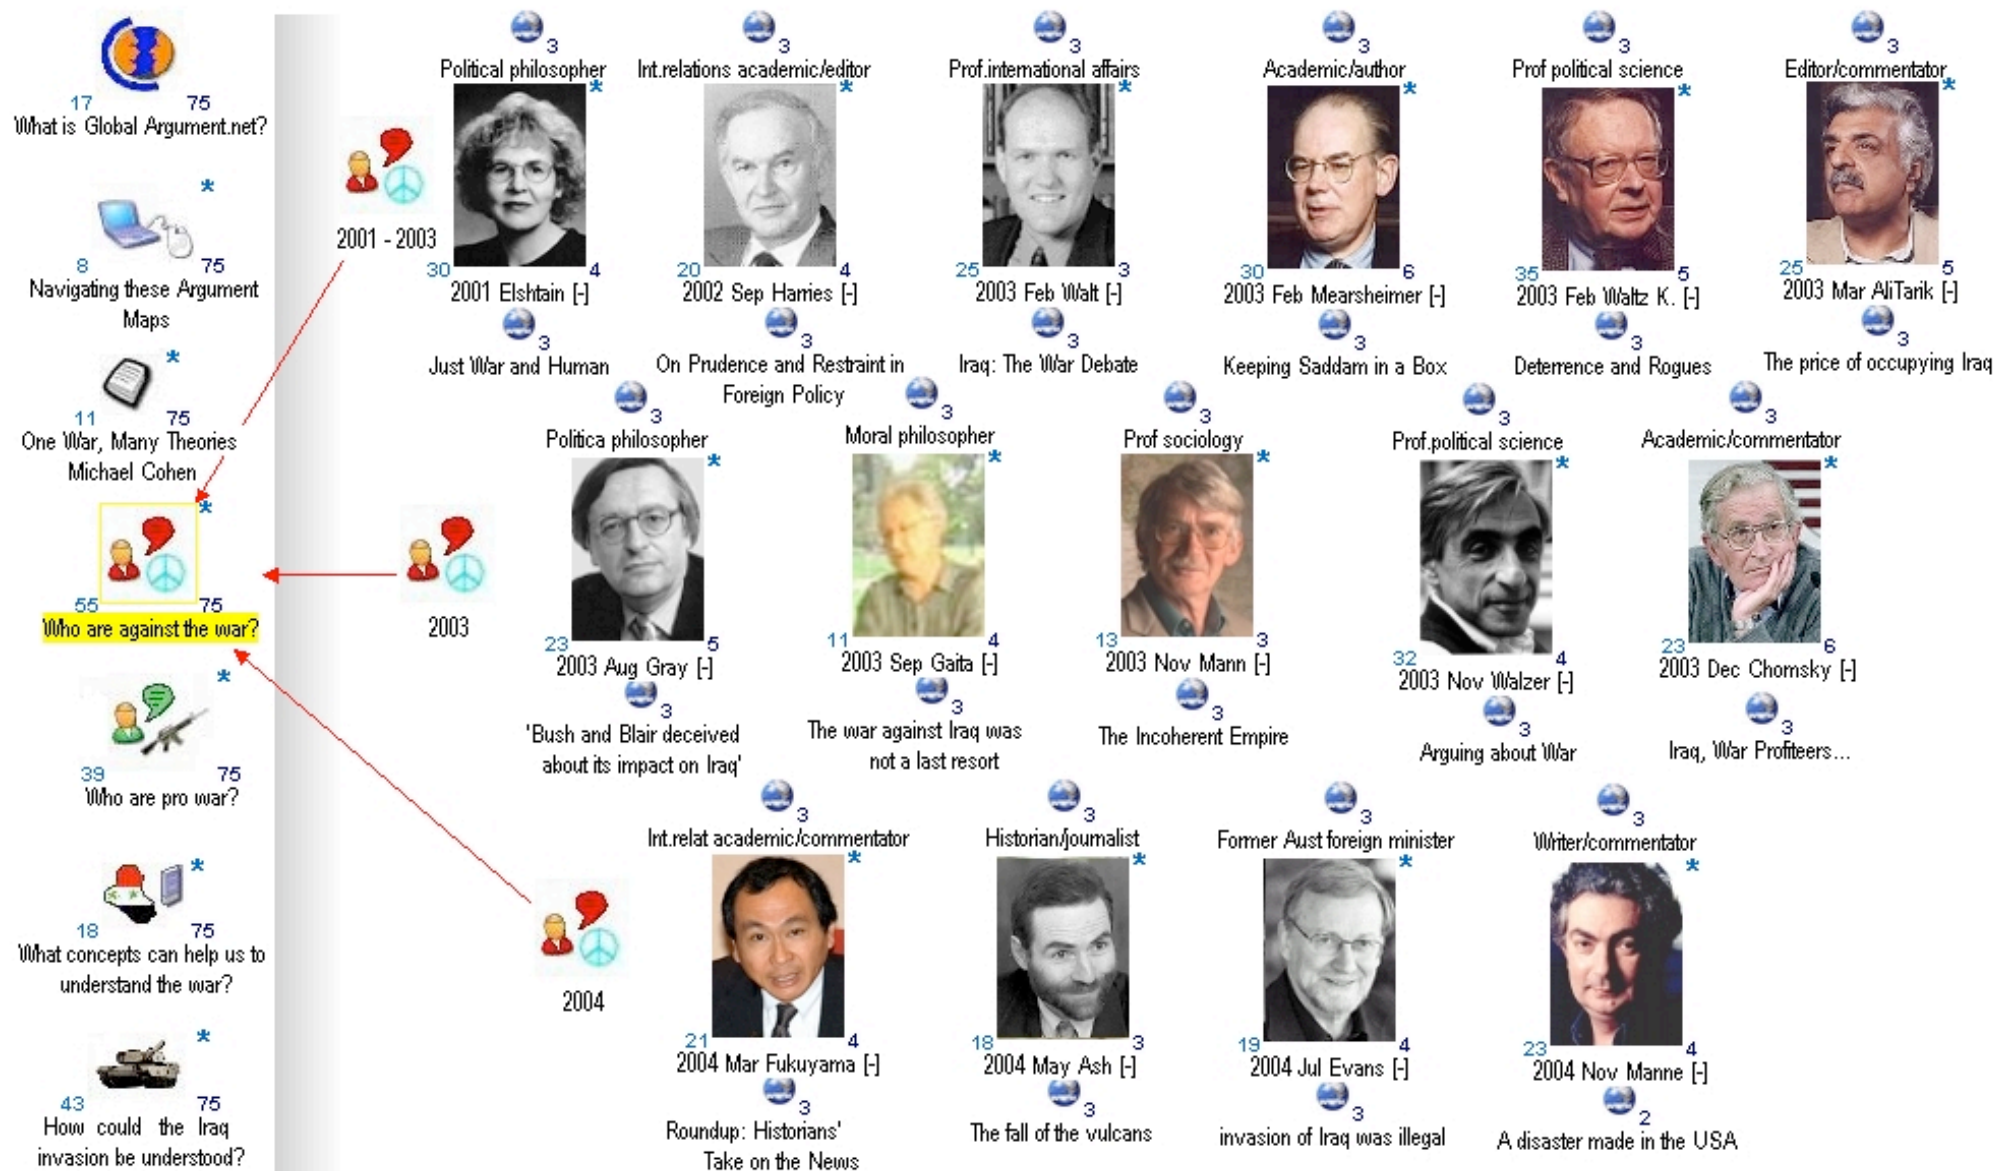 17 75
What is Global Argument.net?
*
8 75
Navigating these Argument
Maps
*
11 75
One War, Many Theories
Michael Cohen
*
55 75
Who are against the war?
*
39 75
Who are pro war?
*
18 75
What concepts can help us to
understand the war?
*
43 75
How could the Iraq
invasion be understood?
2001 - 2003
3
Political philosopher
*
30 4
2001 Elshtain [-]
3
Just War and Human
3
Int.relations academic/editor
*
20 4
2002 Sep Harries [-]
3
On Prudence and Restraint in
Foreign Policy
3
Prof.international affairs
*
25 3
2003 Feb Walt [-]
3
Iraq: The War Debate
3
Academic/author
*
30 6
2003 Feb Mearsheimer [-]
3
Keeping Saddam in a Box
3
Prof political science
*
35 5
2003 Feb Waltz K. [-]
3
Deterrence and Rogues
3
Editor/commentator
*
25 5
2003 Mar AliTarik [-]
3
The price of occupying Iraq
2003
3
Politica philosopher
*
23 5
2003 Aug Gray [-]
3
'Bush and Blair deceived
about its impact on Iraq'
3
Moral philosopher
*
11 4
2003 Sep Gaita [-]
3
The war against Iraq was
not a last resort
3
Prof sociology
*
13 3
2003 Nov Mann [-]
3
The Incoherent Empire
3
Prof.political science
*
32 4
2003 Nov Walzer [-]
3
Arguing about War
3
Academic/commentator
*
23 6
2003 Dec Chomsky [-]
3
Iraq, War Profiteers...
2004
3
Int.relat academic/commentator
*
21 4
2004 Mar Fukuyama [-]
3
Roundup: Historians'
Take on the News
3
Historian/journalist
*
18 3
2004 May Ash [-]
3
The fall of the vulcans
3
Former Aust foreign minister
*
19 4
2004 Jul Evans [-]
3
invasion of Iraq was illegal
3
Writer/commentator
*
23 4
2004 Nov Manne [-]
2
A disaster made in the USA